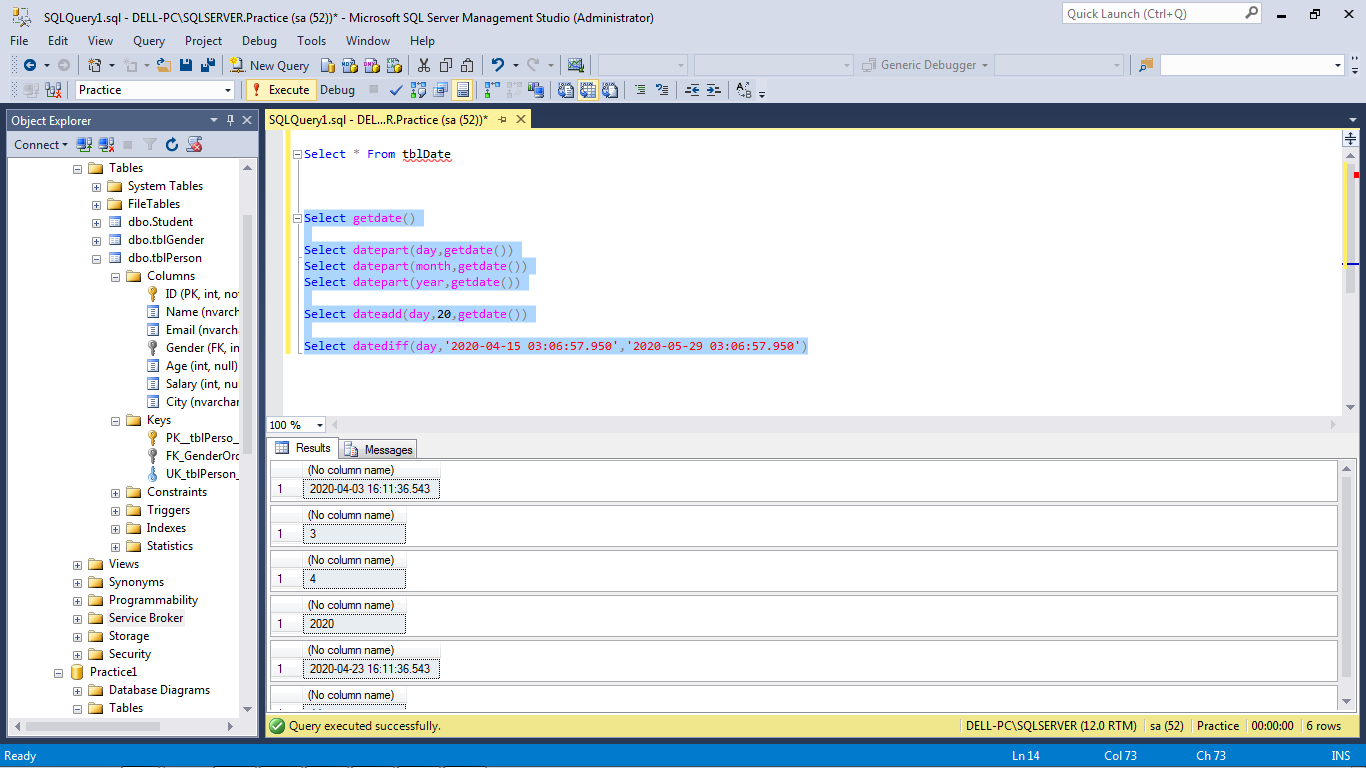 SQLQuery1.sql - DELL-PC\SQLSERVER.Practice (sa (52))* - Microsoft SQL Server Management Studio (Administrator)
Quick Launch (Ctrl+Q)
File Edit View Query Project Debug Tools Window Help
New Query
Generic Debugger
Practice
Execute Debug
Object Explorer
Connect
Tables
System Tables
FileTables
dbo.Student
dbo.tblGender
dbo.tblPerson
Columns
ID (PK, int, no
Name (nvarch
Email (nvarch
Gender (FK, in
Age (int, null)
Salary (int, nu
City (nvarchar
Keys
PK__tblPerso_
FK_GenderOrd
UK_tblPerson_
Constraints
Triggers
Indexes
Statistics
Views
Synonyms
Programmability
Service Broker
Storage
Security
Practice1
Database Diagrams
Tables
SQLQuery1.sql - DEL...R.Practice (sa (52))*
Select * From tblDate
Select getdate()
Select datepart(day,getdate())
Select datepart(month,getdate())
Select datepart(year,getdate())
Select dateadd(day,20,getdate())
Select datediff(day,'2020-04-15 03:06:57.950','2020-05-29 03:06:57.950')
100 %
Results Messages
(No column name)
1 2020-04-03 16:11:36.543
(No column name)
1 3
(No column name)
1 4
(No column name)
1 2020
(No column name)
1 2020-04-23 16:11:36.543
(No column name)
Query executed successfully.
DELL-PC\SQLSERVER (12.0 RTM) sa (52) Practice 00:00:00 6 rows
Ready
Ln 14 Col 73 Ch 73 INS